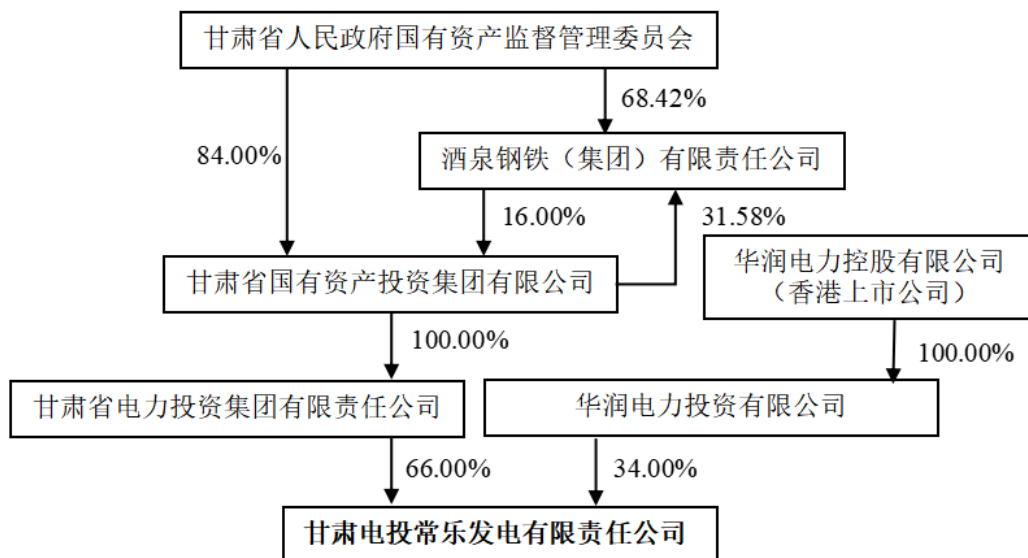 甘肃省人民政府国有资产监督管理委员会
68.42%
84.00%
酒泉钢铁（集团）有限责任公司
16.00%
31.58%
甘肃省国有资产投资集团有限公司
华润电力控股有限公司
（香港上市公司）
100.00%
100.00%
甘肃省电力投资集团有限责任公司
华润电力投资有限公司
66.00%
34.00%
甘肃电投常乐发电有限责任公司